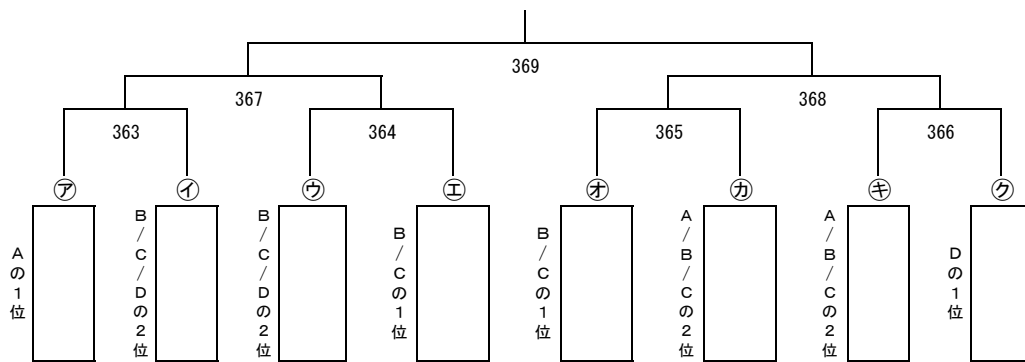 369
367
368
363
364
365
366
㋐
㋑
㋒
㋓
㋔
㋕
㋖
㋗
Aの1位
B/C/Dの2位
B/C/Dの2位
B/Cの1位
B/Cの1位
A/B/Cの2位
A/B/Cの2位
Dの1位